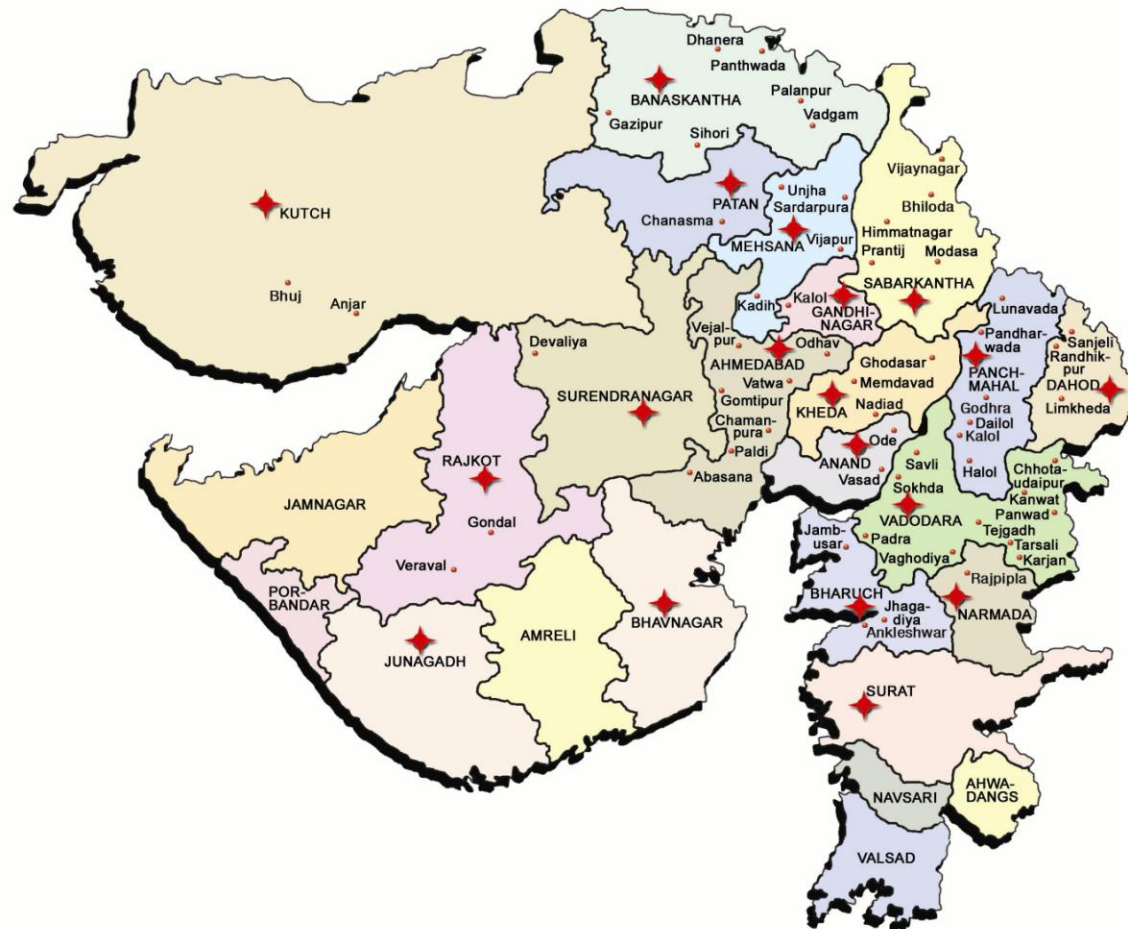 Dhanera
Panthwada
BANASKANTHA
Palanpur
Gazipur
Vadgam
Sihori
Vijaynagar
Unjha
PATAN
Sardarpura
Bhiloda
KUTCH
Chanasma
Himmatnagar
MEHSANA
Vijapur
Prantij
Modasa
SABARKANTHA
Bhuj
Anjar
Kadih
Kalol
GANDHI-
NAGAR
Lunavada
Vejal-
pur
Odhav
AHMEDABAD
Pandhar-
wada
Sanjeli
Randhik-
pur
Devaliya
Ghodasar
PANCH-
MAHAL
DAHOD
Vatwa
Memdavad
SURENDRANAGAR
Gomtipur
KHEDA
Nadiad
Limkheda
Godhra
Chaman-
pura
Dailol
Kalol
Ode
Paldi
ANAND
Vasad
Savli
Halol
Chhota-
udaipur
RAJKOT
Abasana
Sokhda
Kanwat
JAMNAGAR
Panwad
VADODARA
Gondal
Jamb-
usar
Padra
Tejgadh
Tarsali
Vaghodiya
Karjan
Veraval
Rajpipla
POR-
BANDAR
BHARUCH
Jhaga-
diya
NARMADA
Ankleshwar
BHAVNAGAR
AMRELI
JUNAGADH
SURAT
NAVSARI
AHWA-
DANGS
VALSAD